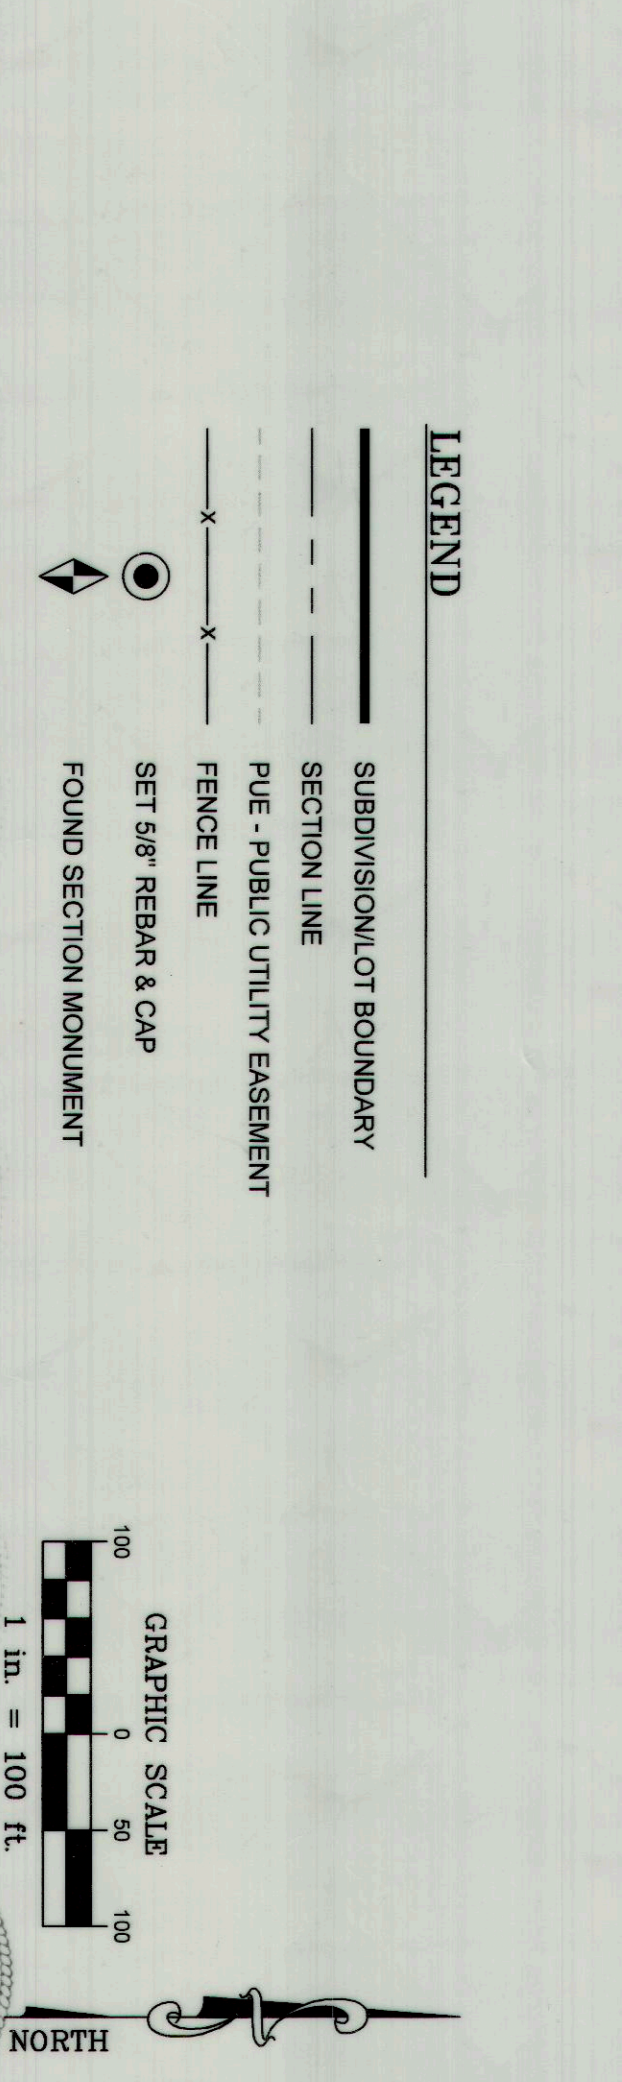 LEGEND
SUBDIVISION/LOT BOUNDARY
SECTION LINE
PUE - PUBLIC UTILITY EASEMENT
FENCE LINE
X X
SET 5/8" REBAR & CAP
FOUND SECTION MONUMENT
GRAPHIC SCALE
100 0 50 100
1 in. = 100 ft.
NORTH